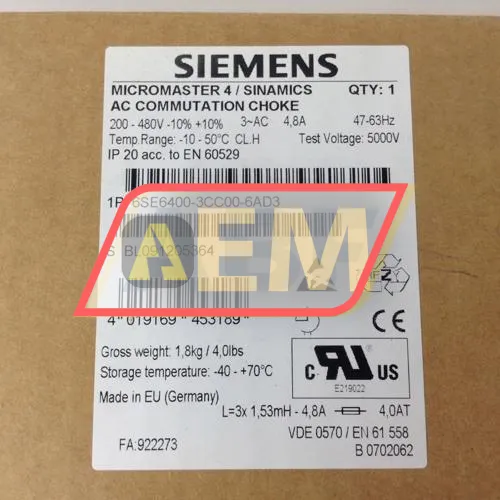 SIEMENS
MICROMASTER 4 / SINAMICS QTY: 1
AC COMMUTATION CHOKE
200 - 480V -10% +10% 3~AC 4,8A 47-63Hz
Temp.Range: -10 - 50°C CL.H Test Voltage: 5000V
IP 20 acc. to EN 60529
1P 6SE6400-3CC00-6AD3
AEM
S BL091205864
4 019169 453189
Gross weight: 1,8kg / 4,0lbs
Storage temperature: -40 - +70°C
Made in EU (Germany)
C US
E219022
L=3x 1,53mH - 4,8A 4,0AT
VDE 0570 / EN 61 558
FA:922273 B 0702062